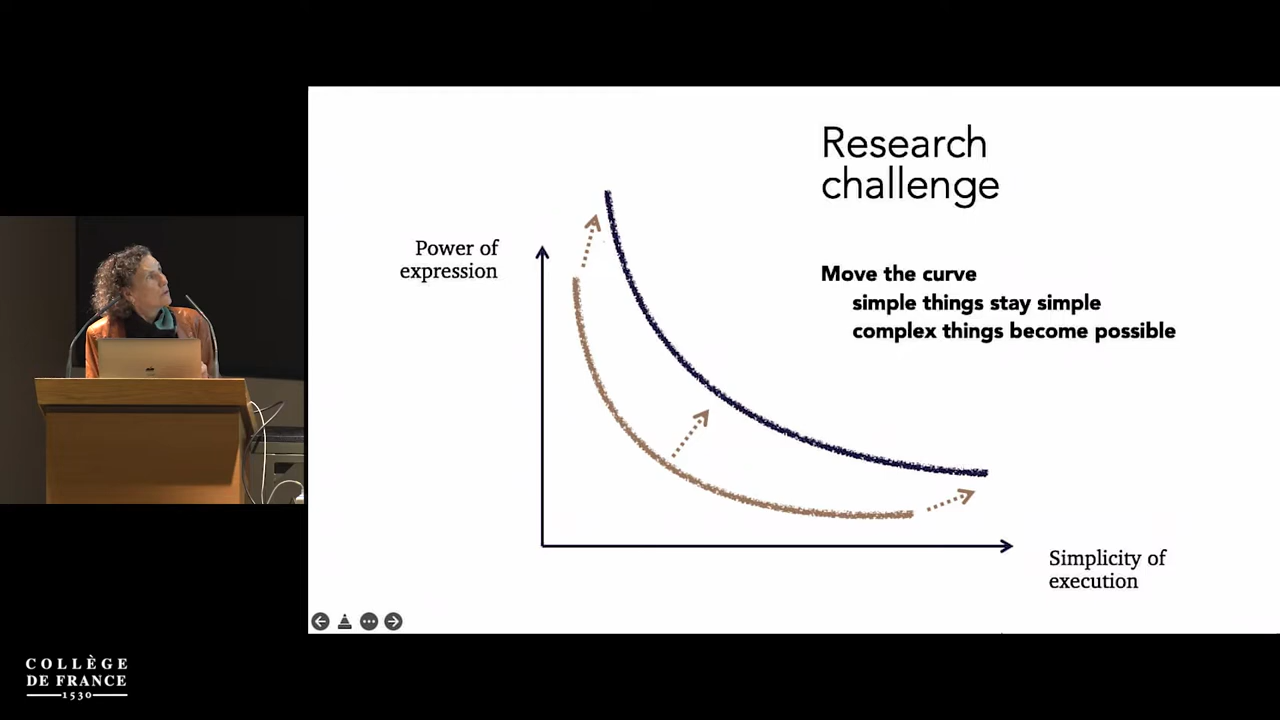 Research
challenge
Power of
expression
Move the curve
simple things stay simple
complex things become possible
Simplicity of
execution
COLLÈGE
DE FRANCE
1530